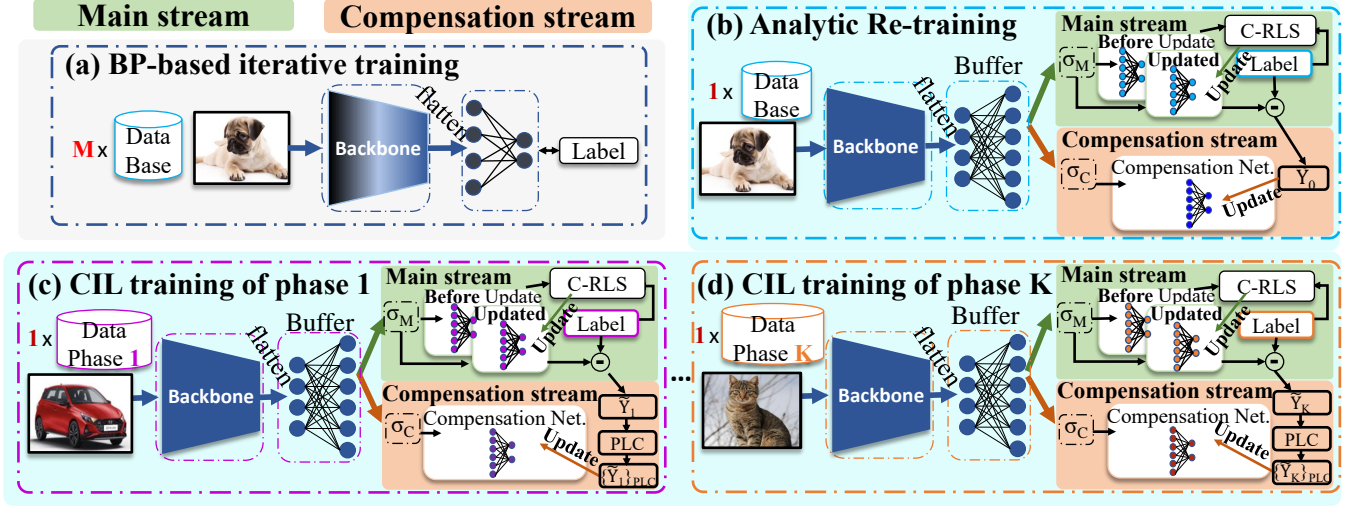 Main stream
Compensation stream
(a) BP-based iterative training
M x
Data
Base
Backbone
flatten
Label
(b) Analytic Re-training
1 x
Data
Base
Backbone
flatten
Buffer
Main stream
C-RLS
σM
Before Update
Updated
Update
Label
-
Compensation stream
σC
Compensation Net.
Update
Ỹ0
(c) CIL training of phase 1
1 x
Data
Phase 1
Backbone
flatten
Buffer
Main stream
C-RLS
σM
Before Update
Updated
Update
Label
-
Compensation stream
σC
Compensation Net.
Update
Ỹ1
PLC
{Ỹ1}PLC
...
(d) CIL training of phase K
1 x
Data
Phase K
Backbone
flatten
Buffer
Main stream
C-RLS
σM
Before Update
Updated
Update
Label
-
Compensation stream
σC
Compensation Net.
Update
ỸK
PLC
{ỸK}PLC